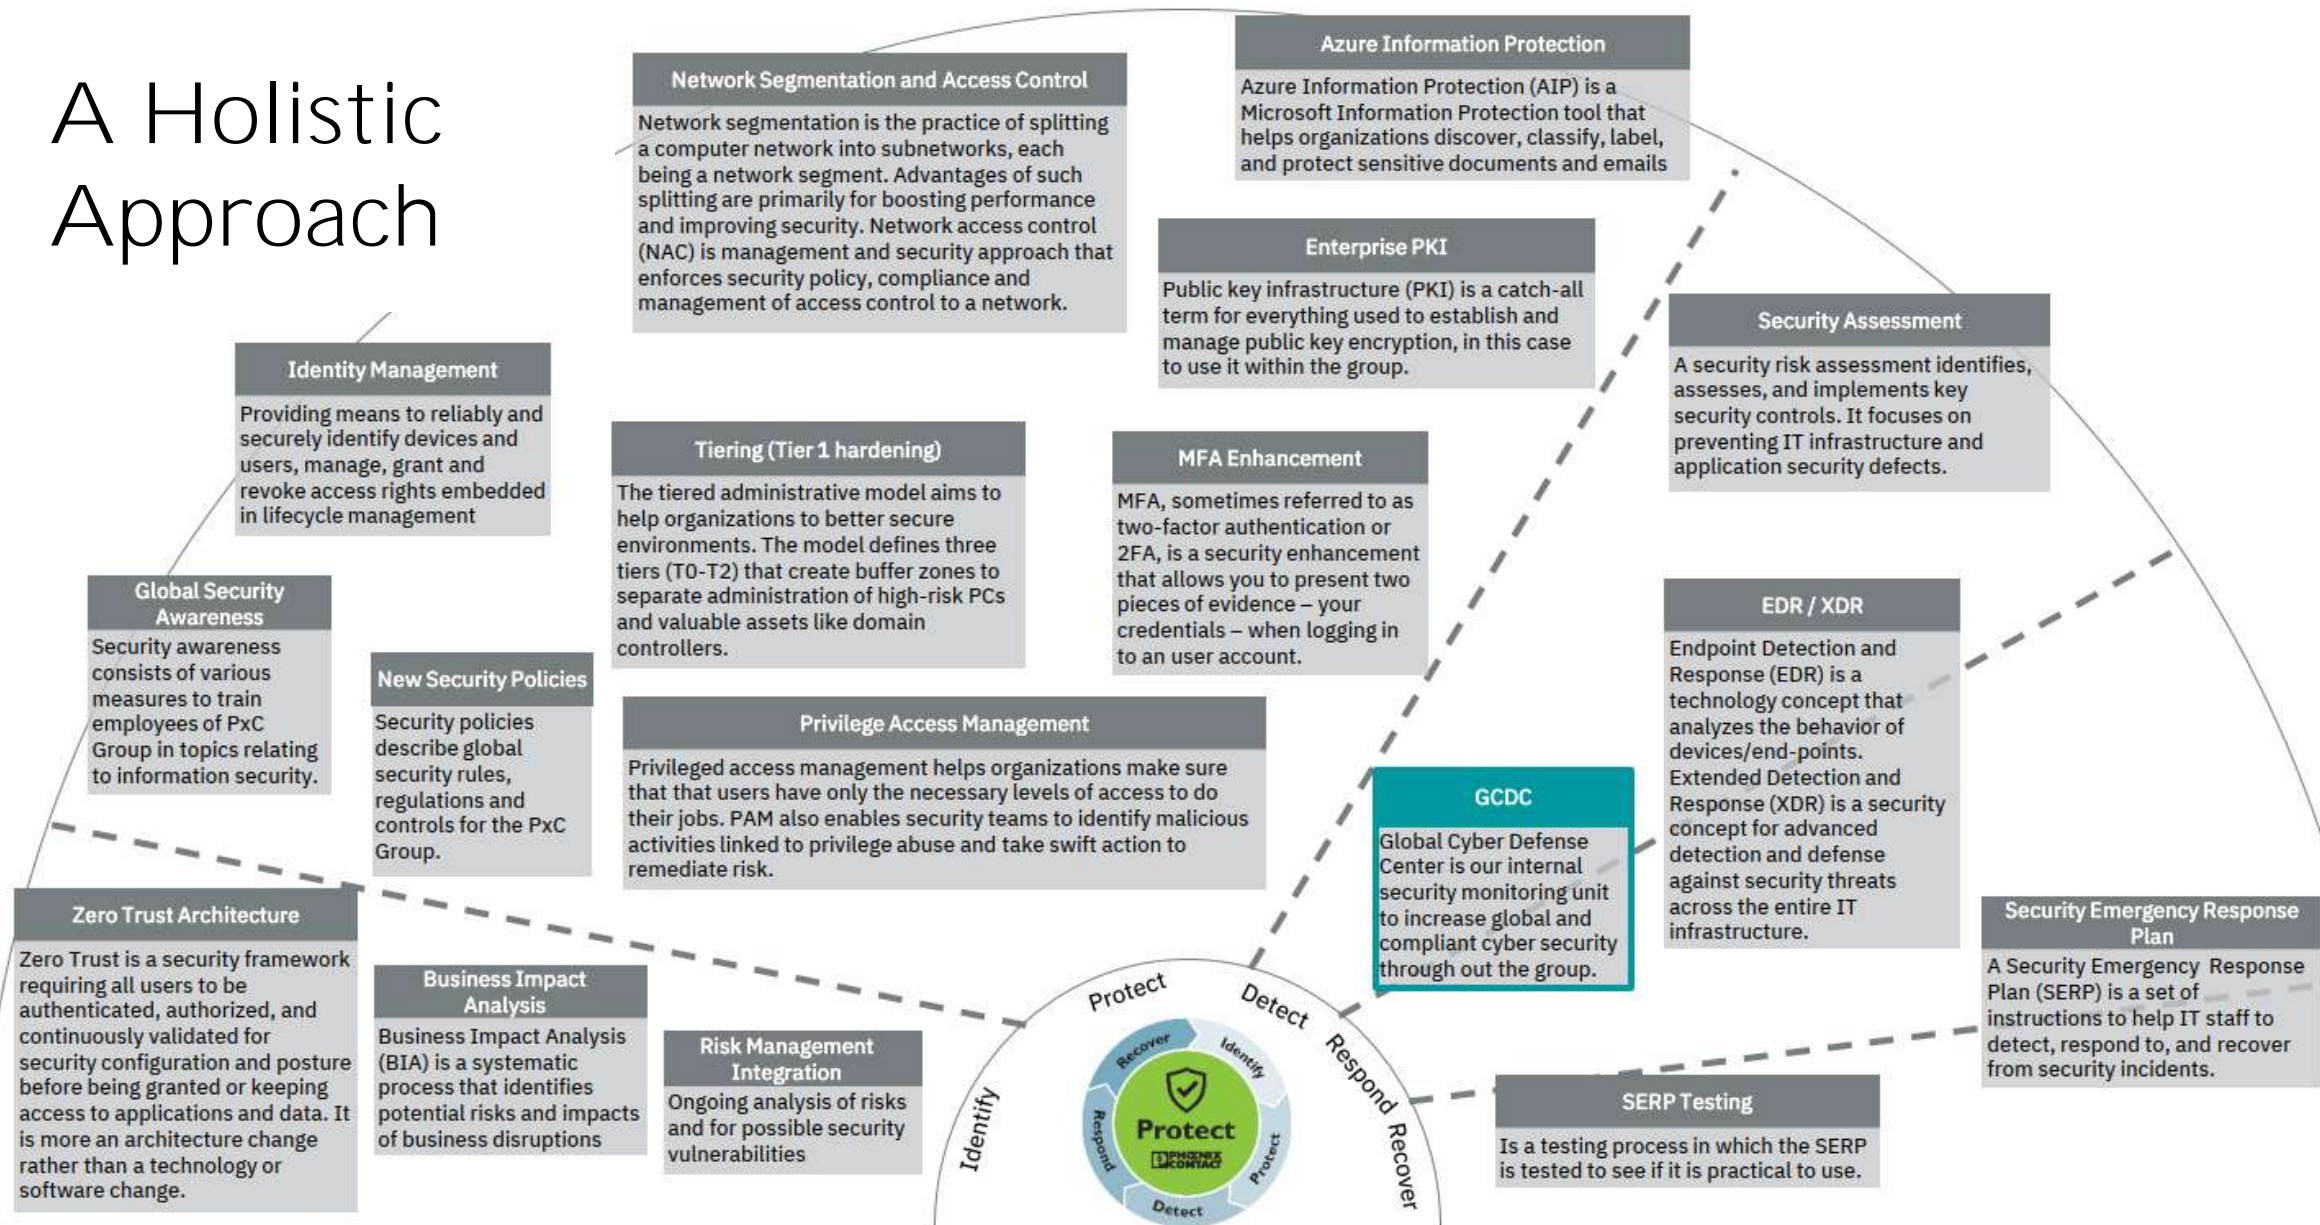 A Holistic
Approach
Network Segmentation and Access Control
Network segmentation is the practice of splitting
a computer network into subnetworks, each
being a network segment. Advantages of such
splitting are primarily for boosting performance
and improving security. Network access control
(NAC) is management and security approach that
enforces security policy, compliance and
management of access control to a network.
Azure Information Protection
Azure Information Protection (AIP) is a
Microsoft Information Protection tool that
helps organizations discover, classify, label,
and protect sensitive documents and emails
Enterprise PKI
Public key infrastructure (PKI) is a catch-all
term for everything used to establish and
manage public key encryption, in this case
to use it within the group.
Security Assessment
A security risk assessment identifies,
assesses, and implements key
security controls. It focuses on
preventing IT infrastructure and
application security defects.
Identity Management
Providing means to reliably and
securely identify devices and
users, manage, grant and
revoke access rights embedded
in lifecycle management
Tiering (Tier 1 hardening)
The tiered administrative model aims to
help organizations to better secure
environments. The model defines three
tiers (T0-T2) that create buffer zones to
separate administration of high-risk PCs
and valuable assets like domain
controllers.
MFA Enhancement
MFA, sometimes referred to as
two-factor authentication or
2FA, is a security enhancement
that allows you to present two
pieces of evidence – your
credentials – when logging in
to an user account.
Global Security
Awareness
Security awareness
consists of various
measures to train
employees of PxC
Group in topics relating
to information security.
New Security Policies
Security policies
describe global
security rules,
regulations and
controls for the PxC
Group.
Privilege Access Management
Privileged access management helps organizations make sure
that that users have only the necessary levels of access to do
their jobs. PAM also enables security teams to identify malicious
activities linked to privilege abuse and take swift action to
remediate risk.
GCDC
Global Cyber Defense
Center is our internal
security monitoring unit
to increase global and
compliant cyber security
through out the group.
EDR / XDR
Endpoint Detection and
Response (EDR) is a
technology concept that
analyzes the behavior of
devices/end-points.
Extended Detection and
Response (XDR) is a security
concept for advanced
detection and defense
against security threats
across the entire IT
infrastructure.
Zero Trust Architecture
Zero Trust is a security framework
requiring all users to be
authenticated, authorized, and
continuously validated for
security configuration and posture
before being granted or keeping
access to applications and data. It
is more an architecture change
rather than a technology or
software change.
Business Impact
Analysis
Business Impact Analysis
(BIA) is a systematic
process that identifies
potential risks and impacts
of business disruptions
Risk Management
Integration
Ongoing analysis of risks
and for possible security
vulnerabilities
Security Emergency Response
Plan
A Security Emergency Response
Plan (SERP) is a set of
instructions to help IT staff to
detect, respond to, and recover
from security incidents.
SERP Testing
Is a testing process in which the SERP
is tested to see if it is practical to use.
Identify
Protect
Detect
Respond
Recover
Recover
Identify
Protect
Detect
Respond
Protect
PHŒNIX
CONTACT